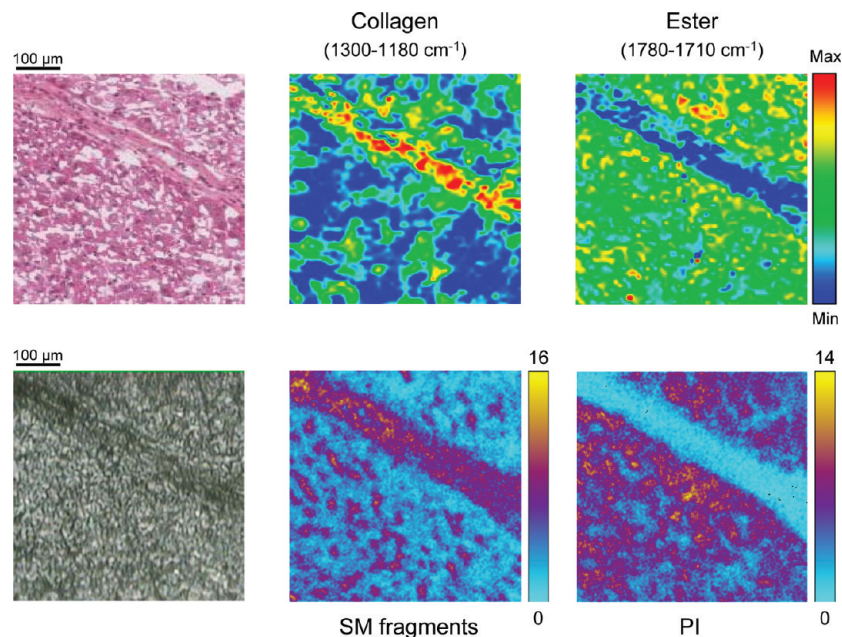 Collagen
(1300-1180 cm⁻¹)
Ester
(1780-1710 cm⁻¹)
100 µm
Max
Min
100 µm
16
14
0
0
SM fragments
PI